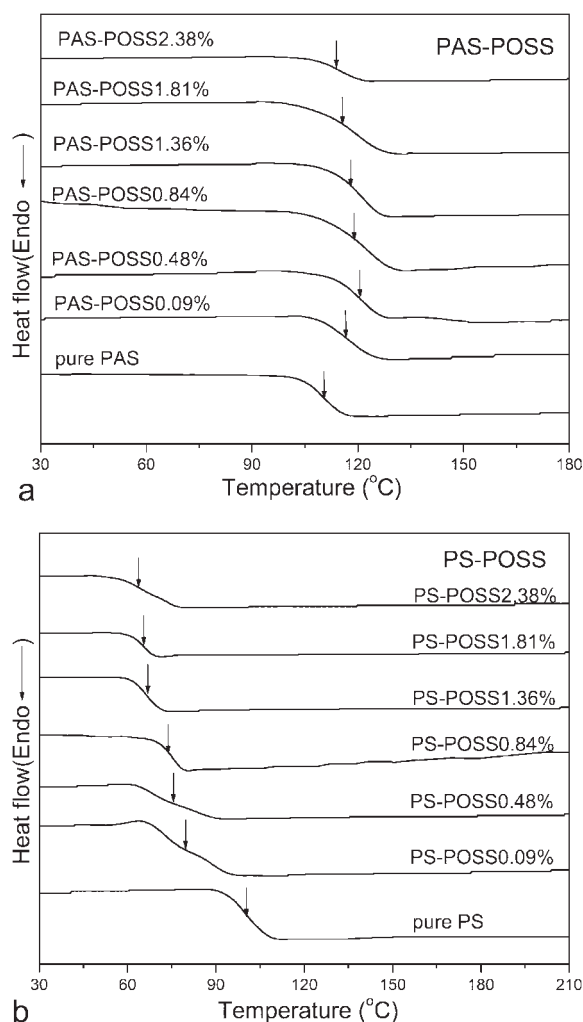 PAS-POSS2.38%
PAS-POSS
PAS-POSS1.81%
PAS-POSS1.36%
PAS-POSS0.84%
PAS-POSS0.48%
PAS-POSS0.09%
pure PAS
Heat flow(Endo → )
30 60 90 120 150 180
Temperature (°C)
a
PS-POSS
PS-POSS2.38%
PS-POSS1.81%
PS-POSS1.36%
PS-POSS0.84%
PS-POSS0.48%
PS-POSS0.09%
pure PS
Heat flow(Endo → )
30 60 90 120 150 180 210
Temperature (°C)
b